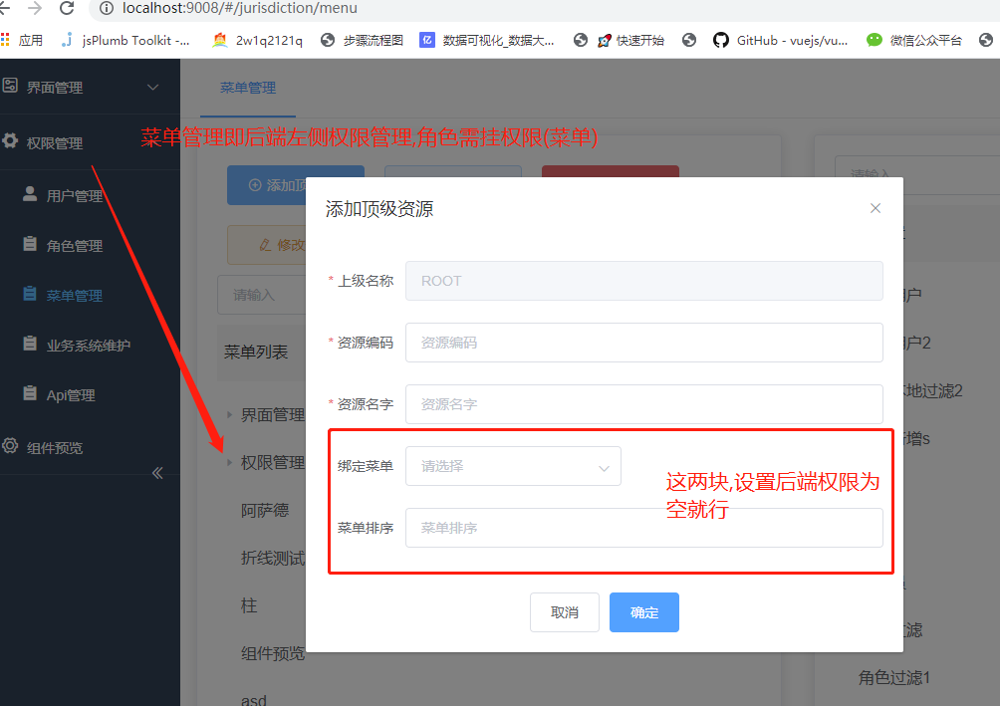 localhost:9008/#/jurisdiction/menu
应用 jsPlumb Toolkit -... 2w1q2121q 步骤流程图 数据可视化_数据大... 快速开始 GitHub - vuejs/vu... 微信公众平台
界面管理
菜单管理
权限管理
菜单管理即后端左侧权限管理,角色需挂权限(菜单)
用户管理
角色管理
菜单管理
业务系统维护
Api管理
组件预览
添加顶
修改
请输入
菜单列表
界面管理
权限管理
阿萨德
折线测试
柱
组件预览
asd
添加顶级资源
* 上级名称 ROOT
* 资源编码 资源编码
* 资源名字 资源名字
绑定菜单 请选择
菜单排序 菜单排序
这两块,设置后端权限为
空就行
取消 确定
请输入
户
户2
地过滤2
增s
滤
角色过滤1